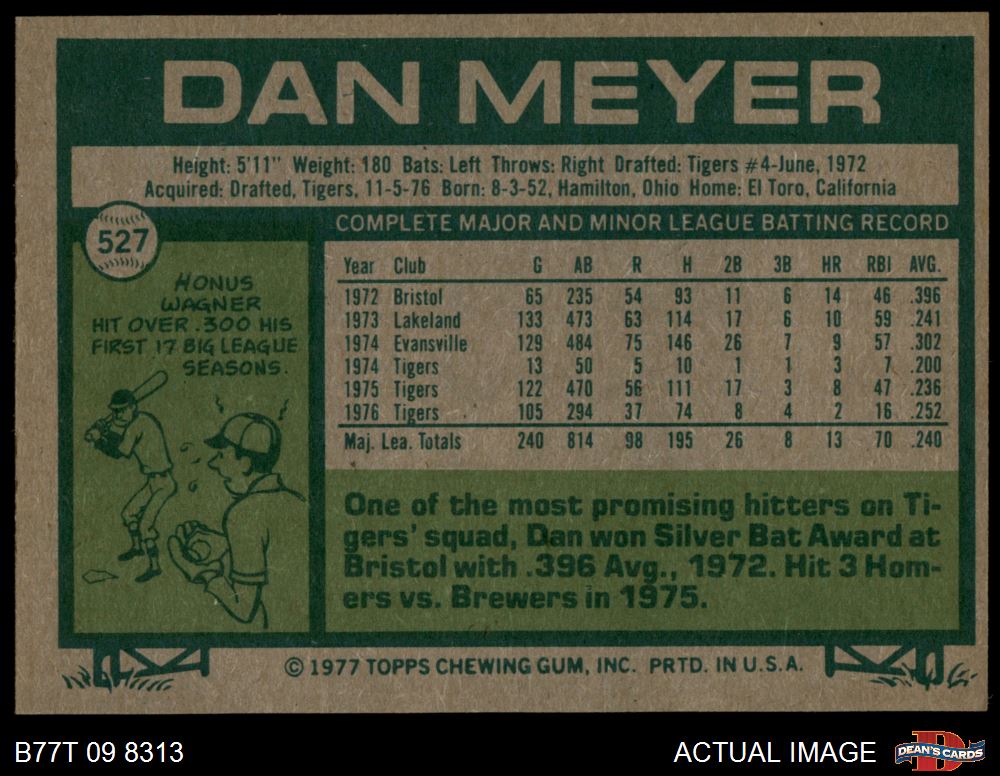 DAN MEYER
Height: 5'11" Weight: 180 Bats: Left Throws: Right Drafted: Tigers #4-June, 1972
Acquired: Drafted, Tigers, 11-5-76 Born: 8-3-52, Hamilton, Ohio Home: El Toro, California
527
HONUS
WAGNER
HIT OVER .300 HIS
FIRST 17 BIG LEAGUE
SEASONS.
COMPLETE MAJOR AND MINOR LEAGUE BATTING RECORD
Year Club G AB R H 2B 3B HR RBI AVG.
1972 Bristol 65 235 54 93 11 6 14 46 .396
1973 Lakeland 133 473 63 114 17 6 10 59 .241
1974 Evansville 129 484 75 146 26 7 9 57 .302
1974 Tigers 13 50 5 10 1 1 3 7 .200
1975 Tigers 122 470 56 111 17 3 8 47 .236
1976 Tigers 105 294 37 74 8 4 2 16 .252
Maj. Lea. Totals 240 814 98 195 26 8 13 70 .240
One of the most promising hitters on Ti-
gers' squad, Dan won Silver Bat Award at
Bristol with .396 Avg., 1972. Hit 3 Hom-
ers vs. Brewers in 1975.
© 1977 TOPPS CHEWING GUM, INC. PRTD. IN U.S.A.
B77T 09 8313
ACTUAL IMAGE
DEAN'S CARDS